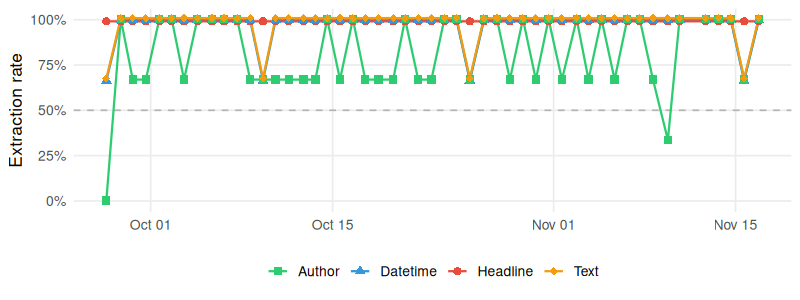 100%
75%
50%
25%
0%
Extraction rate
Oct 01 Oct 15 Nov 01 Nov 15
Author Datetime Headline Text